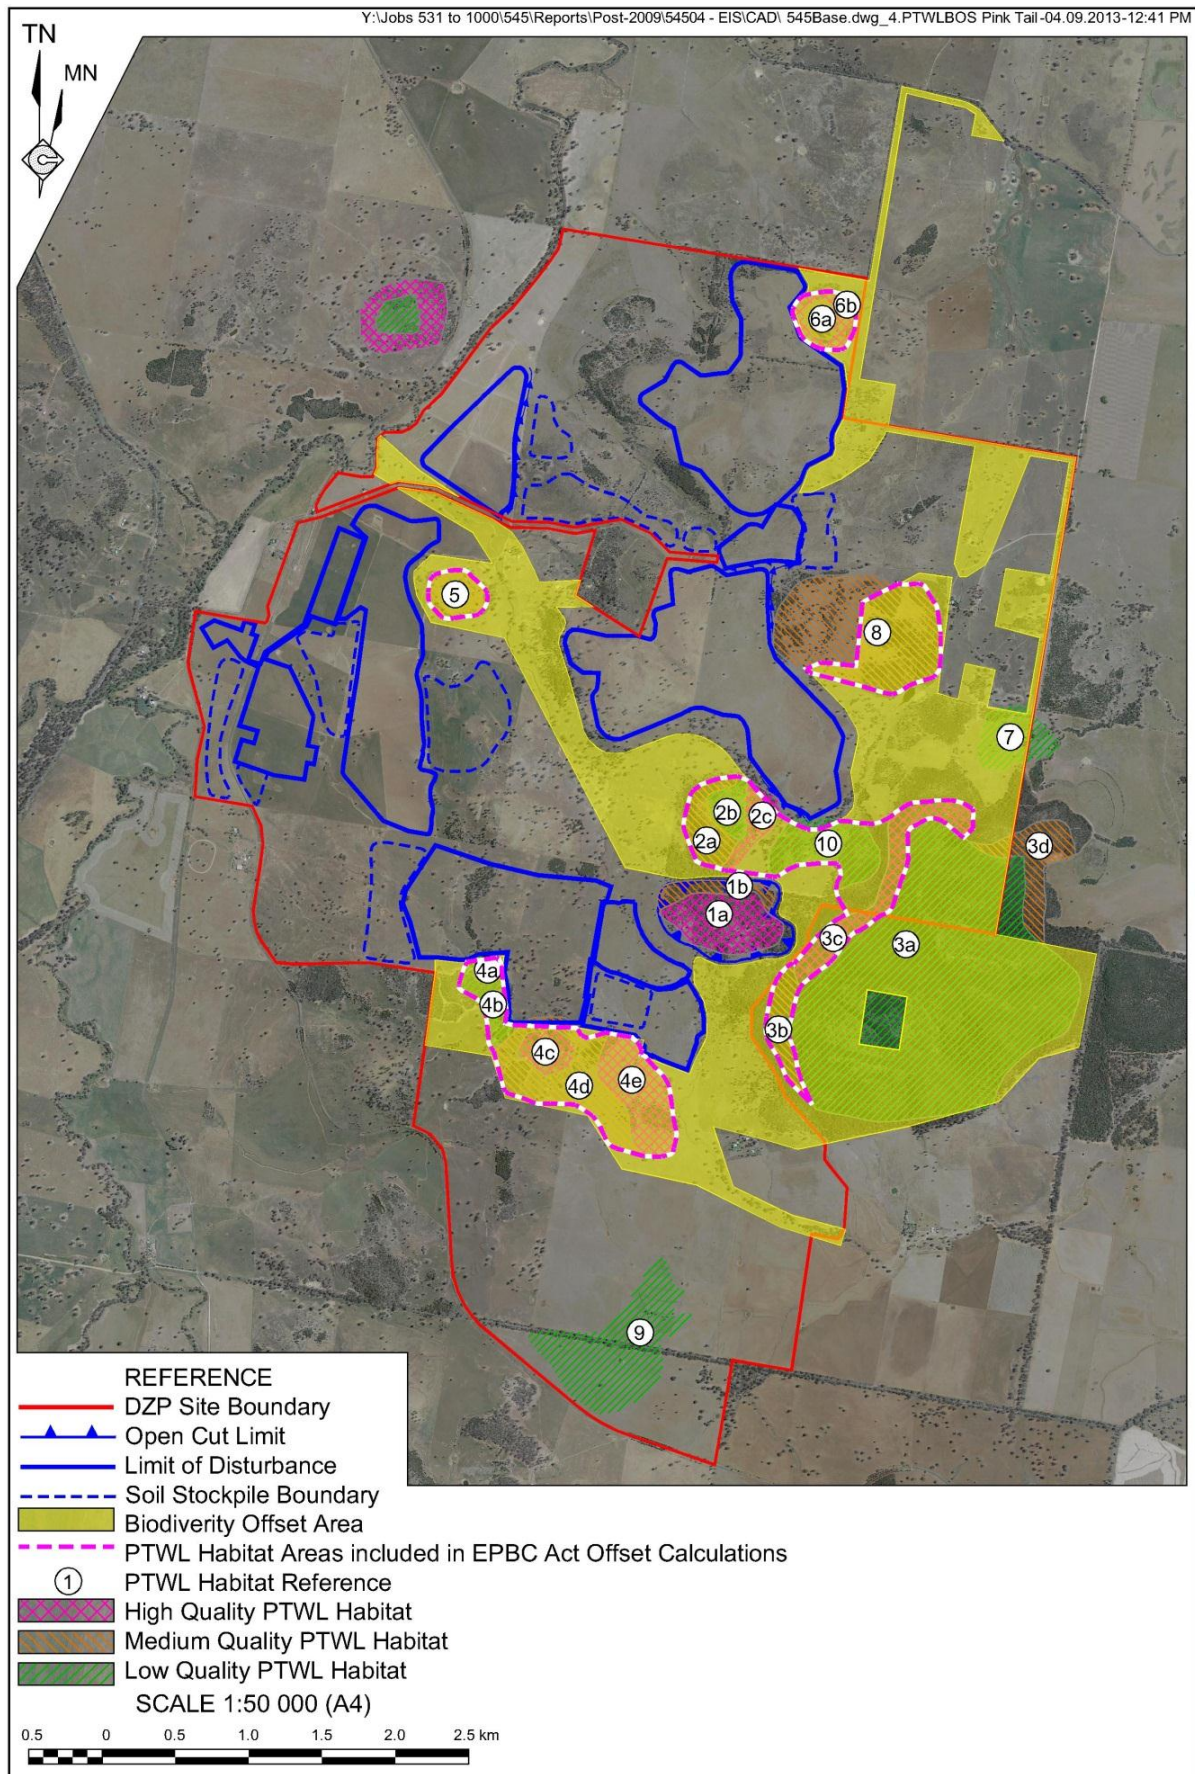 Y:\Jobs 531 to 1000\545\Reports\Post-2009\54504 - EIS\CAD\ 545Base.dwg_4.PTWLBOS Pink Tail-04.09.2013-12:41 PM
TN
MN
6b
6a
5
8
7
2b
2c
2a
10
3d
1b
1a
3c
3a
4a
4b
3b
4c
4d
4e
9
REFERENCE
DZP Site Boundary
Open Cut Limit
Limit of Disturbance
Soil Stockpile Boundary
Biodiverity Offset Area
PTWL Habitat Areas included in EPBC Act Offset Calculations
1 PTWL Habitat Reference
High Quality PTWL Habitat
Medium Quality PTWL Habitat
Low Quality PTWL Habitat
SCALE 1:50 000 (A4)
0.5 0 0.5 1.0 1.5 2.0 2.5 km